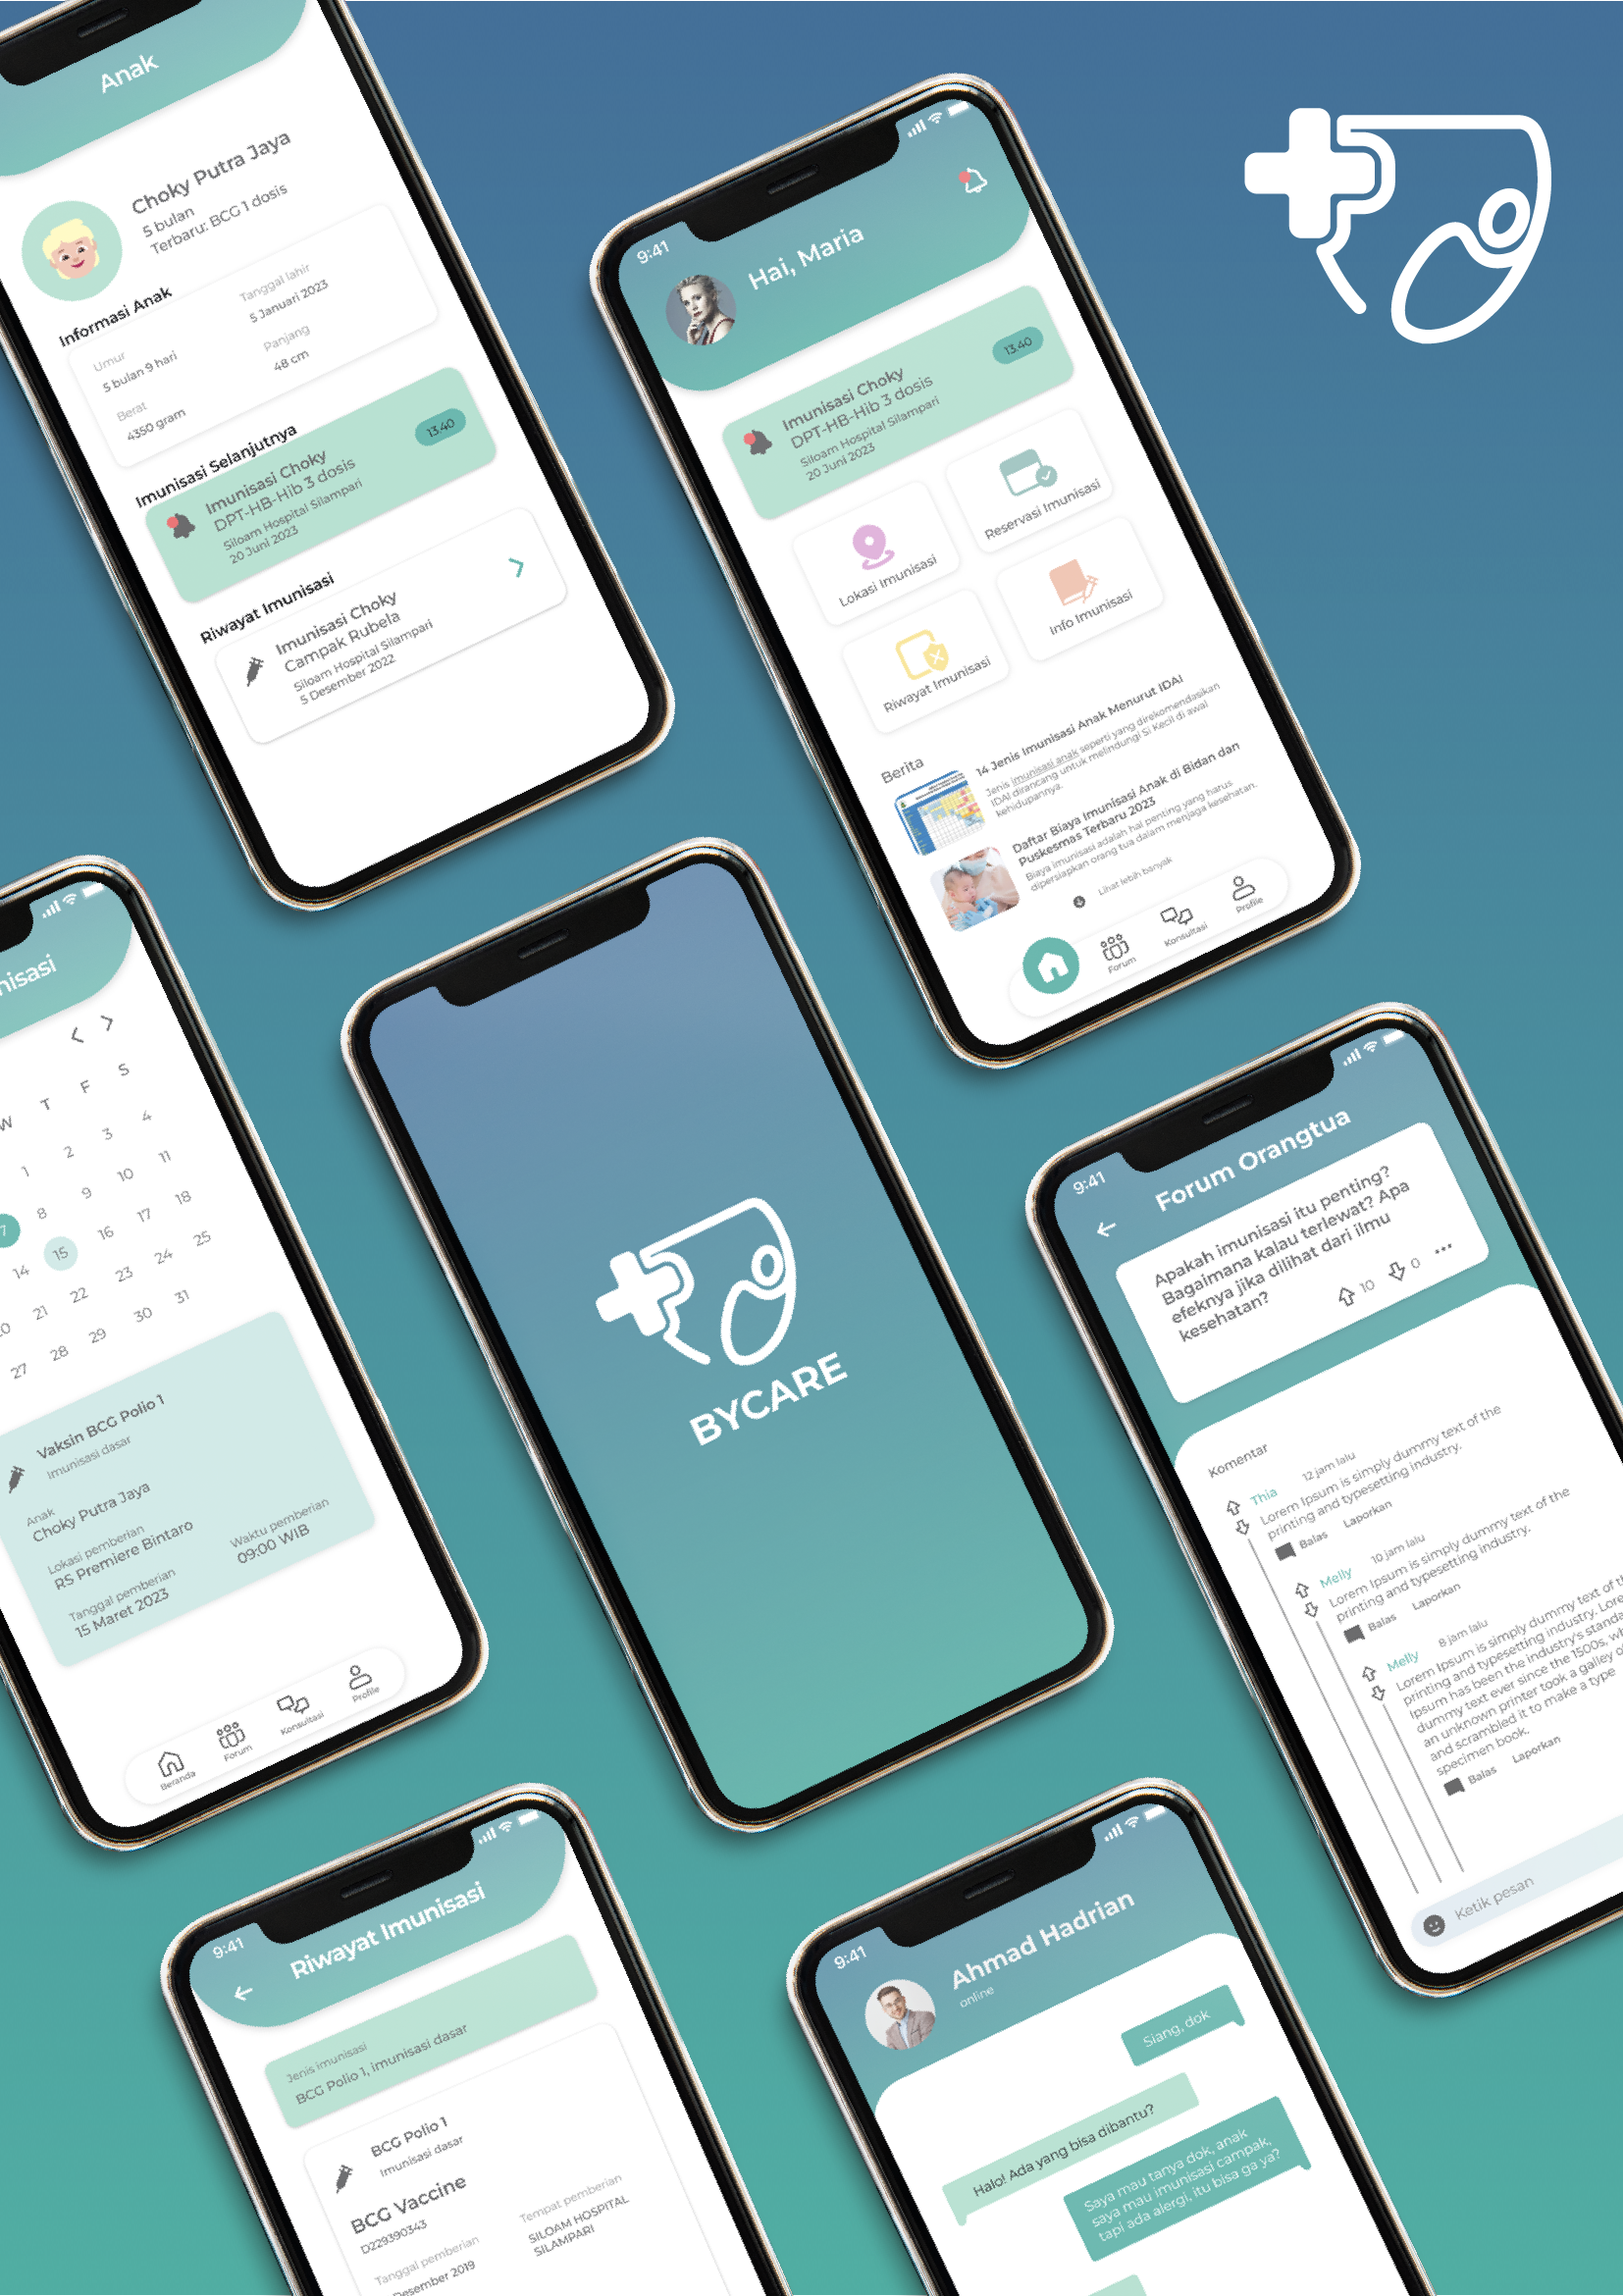 Anak
Choky Putra Jaya
5 bulan
Terbaru: BCG 1 dosis
Informasi Anak
Umur
5 bulan 9 hari
Tanggal lahir
5 Januari 2023
Berat
4350 gram
Panjang
48 cm
Imunisasi Selanjutnya
Imunisasi Choky
DPT-HB-Hib 3 dosis
Siloam Hospital Silampari
20 Juni 2023
13.40
Riwayat Imunisasi
Imunisasi Choky
Campak Rubela
Siloam Hospital Silampari
5 Desember 2022
9:41
Hai, Maria
Imunisasi Choky
DPT-HB-Hib 3 dosis
Siloam Hospital Silampari
20 Juni 2023
13.40
Lokasi Imunisasi
Reservasi Imunisasi
Riwayat Imunisasi
Info Imunisasi
Berita
14 Jenis Imunisasi Anak Menurut IDAI
Jenis imunisasi anak seperti yang direkomendasikan
IDAI dirancang untuk melindungi Si Kecil di awal
kehidupannya.
Daftar Biaya Imunisasi Anak di Bidan dan
Puskesmas Terbaru 2023
Biaya imunisasi adalah hal penting yang harus
dipersiapkan orang tua dalam menjaga kesehatan.
Lihat lebih banyak
Forum
Konsultasi
Profile
nisasi
W T F S
1 2 3 4
7 8 9 10 11
14 15 16 17 18
20 21 22 23 24 25
27 28 29 30 31
Vaksin BCG Polio 1
Imunisasi dasar
Anak
Choky Putra Jaya
Lokasi pemberian
RS Premiere Bintaro
Tanggal pemberian
15 Maret 2023
Waktu pemberian
09:00 WIB
Beranda
Forum
Konsultasi
Profile
BYCARE
9:41
Forum Orangtua
Apakah imunisasi itu penting?
Bagaimana kalau terlewat? Apa
efeknya jika dilihat dari ilmu
kesehatan?
10 0
Komentar
Thia 12 jam lalu
Lorem Ipsum is simply dummy text of the
printing and typesetting industry.
Balas Laporkan
Melly 10 jam lalu
Lorem Ipsum is simply dummy text of the
printing and typesetting industry.
Balas Laporkan
Melly 8 jam lalu
Lorem Ipsum is simply dummy text of th
printing and typesetting industry. Lore
Ipsum has been the industry's standa
dummy text ever since the 1500s, wh
an unknown printer took a galley o
and scrambled it to make a type
specimen book.
Balas Laporkan
Ketik pesan
9:41
Riwayat Imunisasi
Jenis imunisasi
BCG Polio 1, imunisasi dasar
BCG Polio 1
Imunisasi dasar
BCG Vaccine
D229390343
Tanggal pemberian
Desember 2019
Tempat pemberian
SILOAM HOSPITAL
SILAMPARI
9:41
Ahmad Hadrian
online
Siang, dok
Halo! Ada yang bisa dibantu?
Saya mau tanya dok, anak
saya mau imunisasi campak,
tapi ada alergi, itu bisa ga ya?